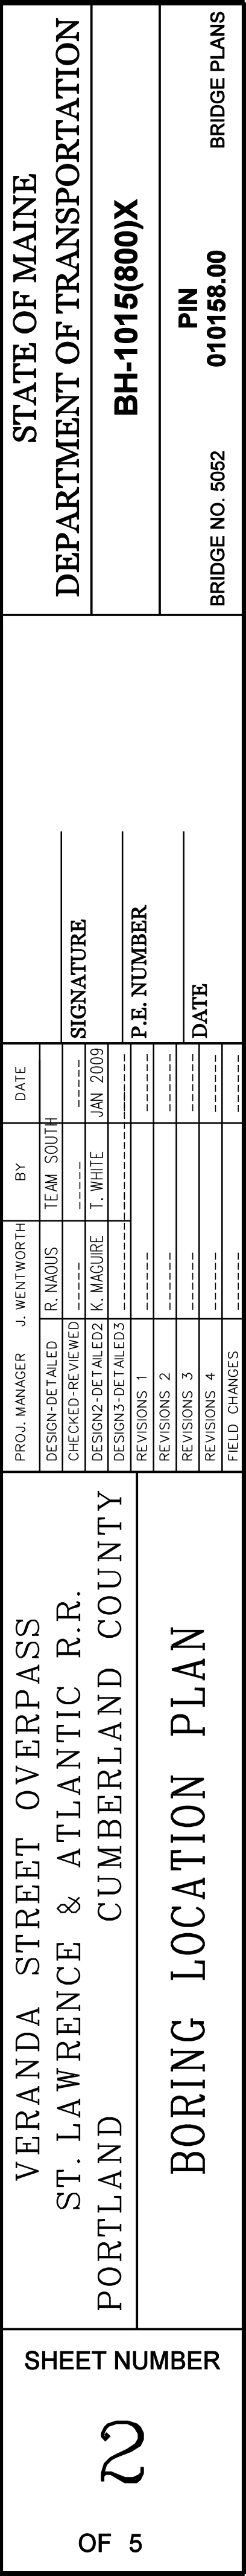 STATE OF MAINE
DEPARTMENT OF TRANSPORTATION
BH-1015(800)X
PIN
010158.00
BRIDGE NO. 5052 BRIDGE PLANS
SIGNATURE
P.E. NUMBER
DATE
PROJ. MANAGER J. WENTWORTH BY DATE
DESIGN-DETAILED R. NAOUS TEAM SOUTH
CHECKED-REVIEWED ----- ----- -----
DESIGN2-DETAILED2 K. MAGUIRE T. WHITE JAN 2009
DESIGN3-DETAILED3
REVISIONS 1 ----- -----
REVISIONS 2 ----- -----
REVISIONS 3 ----- -----
REVISIONS 4 ----- -----
FIELD CHANGES ----- -----
VERANDA STREET OVERPASS
ST. LAWRENCE & ATLANTIC R.R.
PORTLAND CUMBERLAND COUNTY
BORING LOCATION PLAN
SHEET NUMBER
2
OF 5